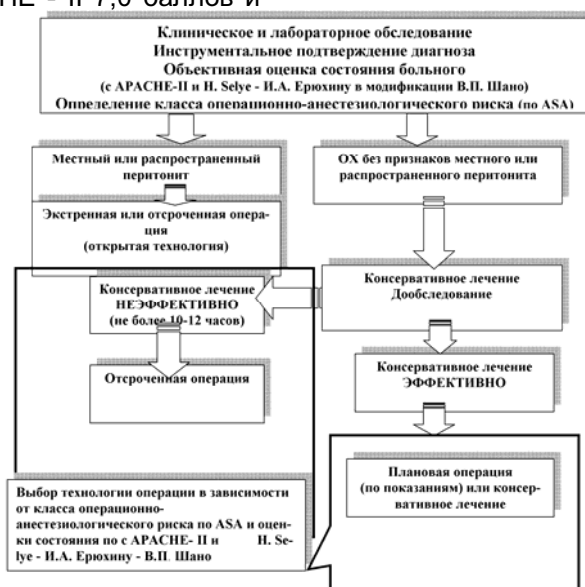 НЕ - II 7,0 баллов и
Клиническое и лабораторное обследование
Инструментальное подтверждение диагноза
Объективная оценка состояния больного
(с APACHE-II и H. Selye - И.А. Ерюхину в модификации В.П. Шано)
Определение класса операционно-анестезиологического риска (по ASA)
Местный или распространенный
перитонит
Экстренная или отсроченная опера-
ция
(открытая технология)
ОХ без признаков местного или
распространенного перитонита
Консервативное лечение
Дообследование
Консервативное лечение
НЕЭФФЕКТИВНО
(не более 10-12 часов)
Отсроченная операция
Консервативное лечение
ЭФФЕКТИВНО
Плановая операция
(по показаниям) или консер-
вативное лечение
Выбор технологии операции в зависимости
от класса операционно-
анестезиологического риска по ASA и оцен-
ки состояния по с APACHE- II и H. Se-
lye - И.А. Ерюхину - В.П. Шано